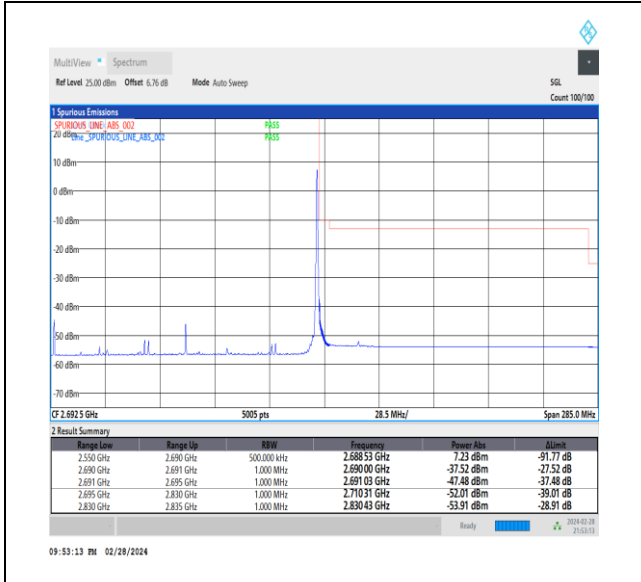 MultiView Spectrum
Ref Level 25.00 dBm Offset 6.76 dB Mode Auto Sweep SGL
Count 100/100
1 Spurious Emissions
SPURIOUS_LINE_ABS_002 PASS
20 dBm Line _SPURIOUS_LINE_ABS_002 PASS
10 dBm
0 dBm
-10 dBm
-20 dBm
-30 dBm
-40 dBm
-50 dBm
-60 dBm
-70 dBm
CF 2.692 5 GHz 5005 pts 28.5 MHz/ Span 285.0 MHz
2 Result Summary
Range Low Range Up RBW Frequency Power Abs ΔLimit
2.550 GHz 2.690 GHz 500.000 kHz 2.688 53 GHz 7.23 dBm -91.77 dB
2.690 GHz 2.691 GHz 1.000 MHz 2.690 00 GHz -37.52 dBm -27.52 dB
2.691 GHz 2.695 GHz 1.000 MHz 2.691 03 GHz -47.48 dBm -37.48 dB
2.695 GHz 2.830 GHz 1.000 MHz 2.710 31 GHz -52.01 dBm -39.01 dB
2.830 GHz 2.835 GHz 1.000 MHz 2.830 43 GHz -53.91 dBm -28.91 dB
Ready 2024-02-28
21:53:13
09:53:13 PM 02/28/2024